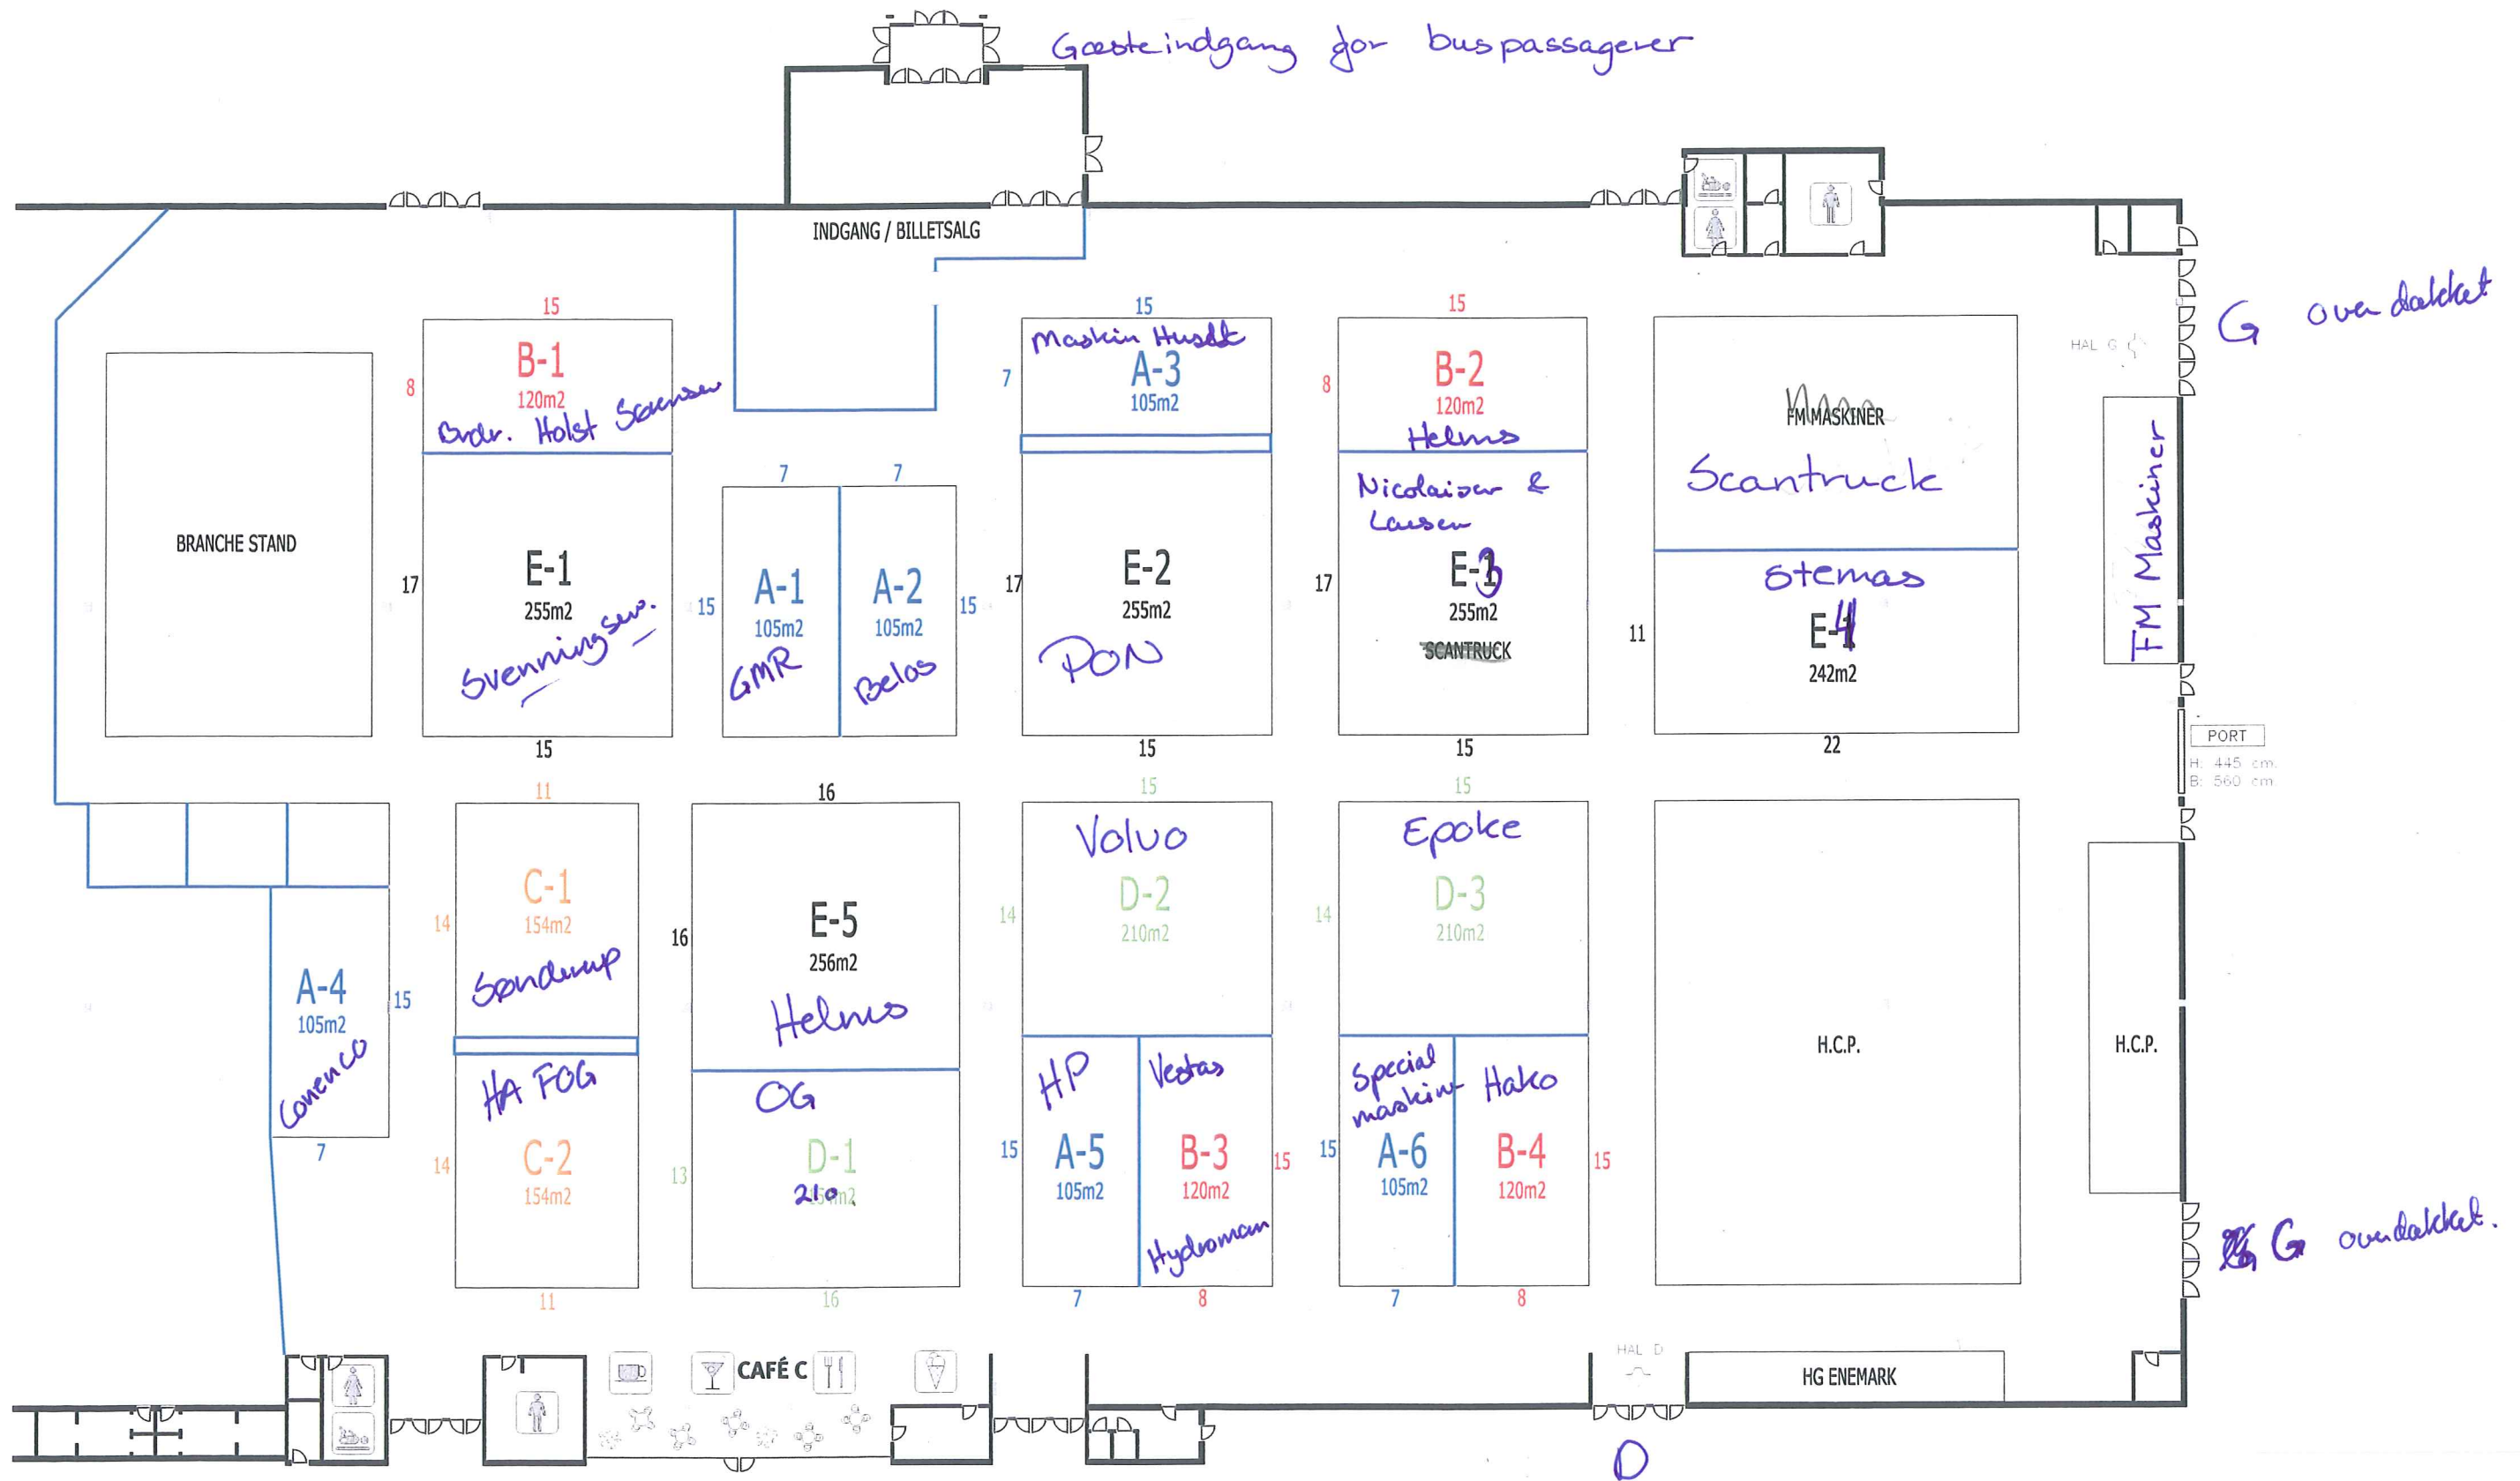 Gæsteindgang for buspassagerer
INDGANG / BILLETSALG
G overdækket
HAL G
15
B-1
120m2
8
Brdr. Holst Sørensen
15
Maskin Huset
A-3
105m2
7
15
B-2
120m2
8
Helms
FM MASKINER
Scantruck
FM Maskiner
BRANCHE STAND
17
E-1
255m2
Svenningsen.
15
7
7
15
A-1
105m2
GMR
A-2
105m2
Belos
15
17
E-2
255m2
PON
15
Nicolaisen &
Lausen
17
E-3
255m2
SCANTRUCK
15
Stemas
11
E-4
242m2
22
PORT
H: 445 cm.
B: 560 cm
11
C-1
154m2
14
Sønderup
16
16
E-5
256m2
Helms
15
Volvo
D-2
210m2
14
15
Epoke
D-3
210m2
14
H.C.P.
H.C.P.
A-4
105m2
15
Conenco
7
HA FOG
14
C-2
154m2
11
OG
13
D-1
210
16
HP
15
A-5
105m2
7
Vestas
B-3
120m2
15
Hydroman
8
Special
maskiner
15
A-6
105m2
7
Hako
B-4
120m2
15
8
G overdækket.
CAFÉ C
HAL D
HG ENEMARK
D